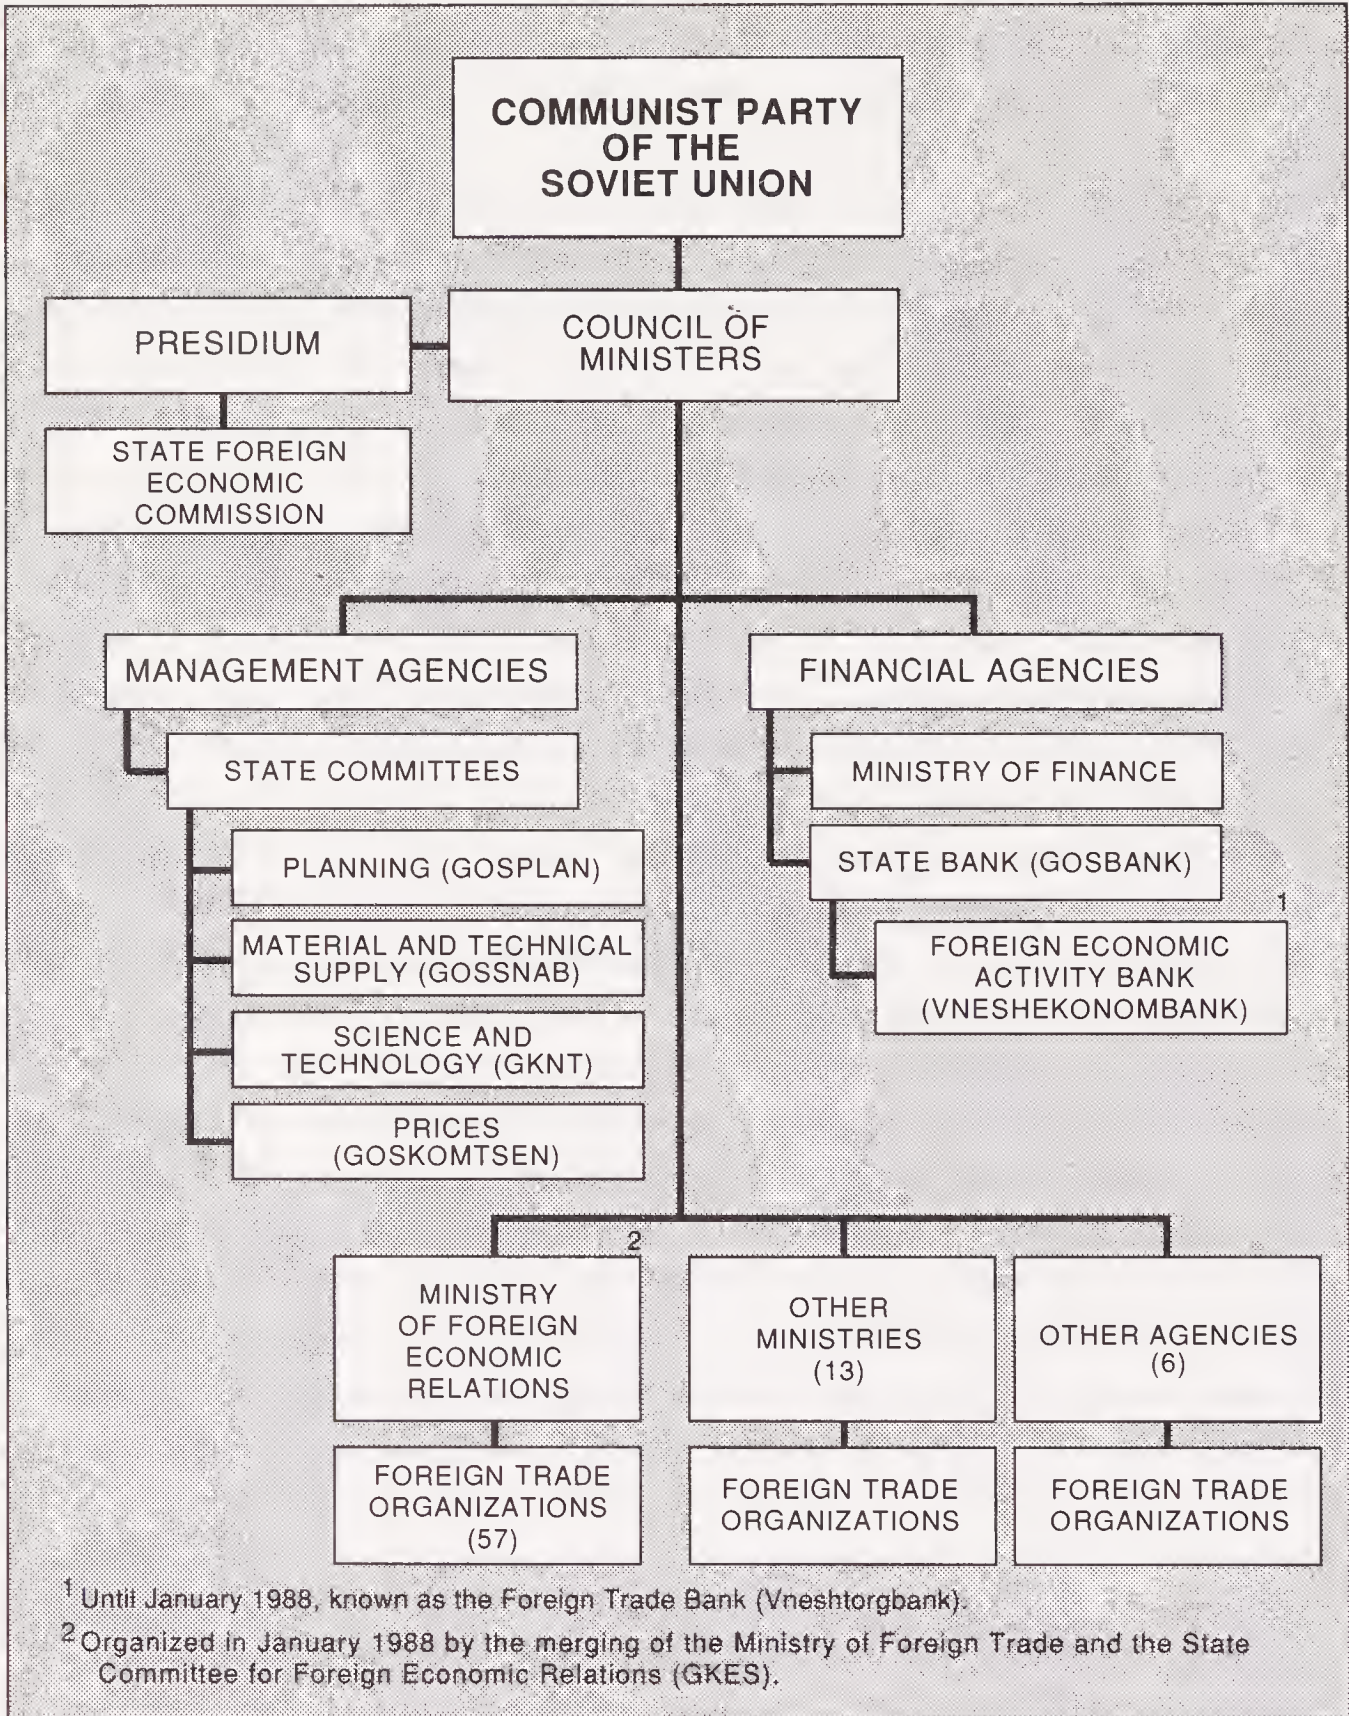 COMMUNIST PARTY
OF THE
SOVIET UNION
PRESIDIUM
COUNCIL OF
MINISTERS
STATE FOREIGN
ECONOMIC
COMMISSION
MANAGEMENT AGENCIES
STATE COMMITTEES
PLANNING (GOSPLAN)
MATERIAL AND TECHNICAL
SUPPLY (GOSSNAB)
SCIENCE AND
TECHNOLOGY (GKNT)
PRICES
(GOSKOMTSEN)
FINANCIAL AGENCIES
MINISTRY OF FINANCE
STATE BANK (GOSBANK)
1
FOREIGN ECONOMIC
ACTIVITY BANK
(VNESHEKONOMBANK)
2
MINISTRY
OF FOREIGN
ECONOMIC
RELATIONS
FOREIGN TRADE
ORGANIZATIONS
(57)
OTHER
MINISTRIES
(13)
FOREIGN TRADE
ORGANIZATIONS
OTHER AGENCIES
(6)
FOREIGN TRADE
ORGANIZATIONS
1 Until January 1988, known as the Foreign Trade Bank (Vneshtorgbank).
2 Organized in January 1988 by the merging of the Ministry of Foreign Trade and the State
Committee for Foreign Economic Relations (GKES).